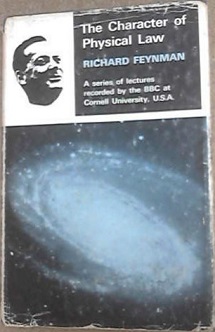 The Character of
Physical Law
RICHARD FEYNMAN
A series of lectures
recorded by the BBC at
Cornell University, U.S.A.